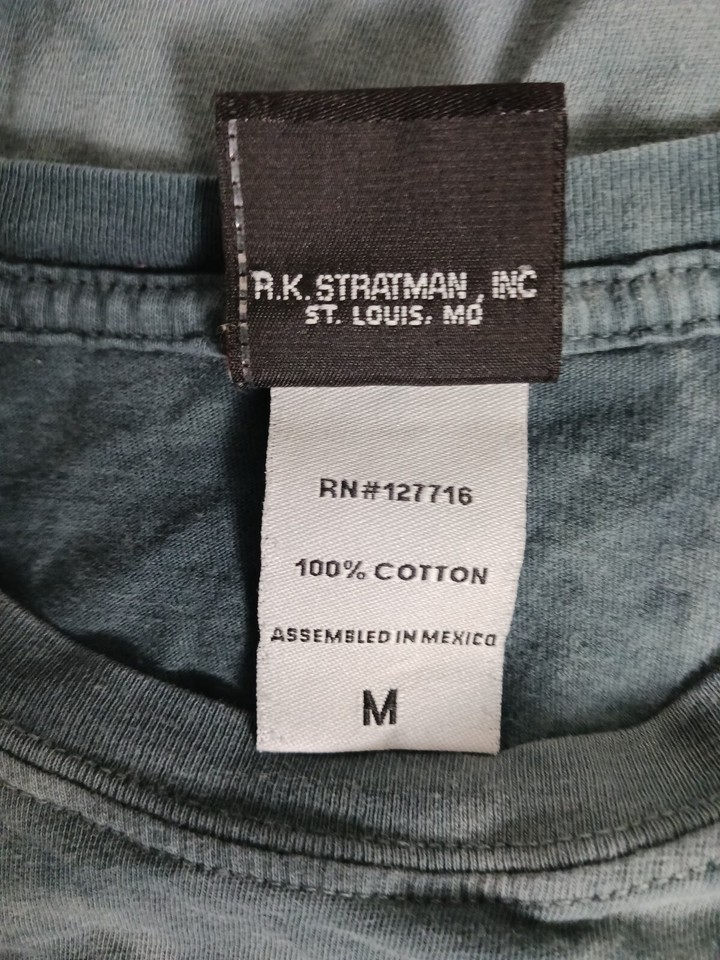 R.K. STRATMAN, INC
ST. LOUIS. MO
RN#127716
100% COTTON
ASSEMBLED IN MEXICO
M